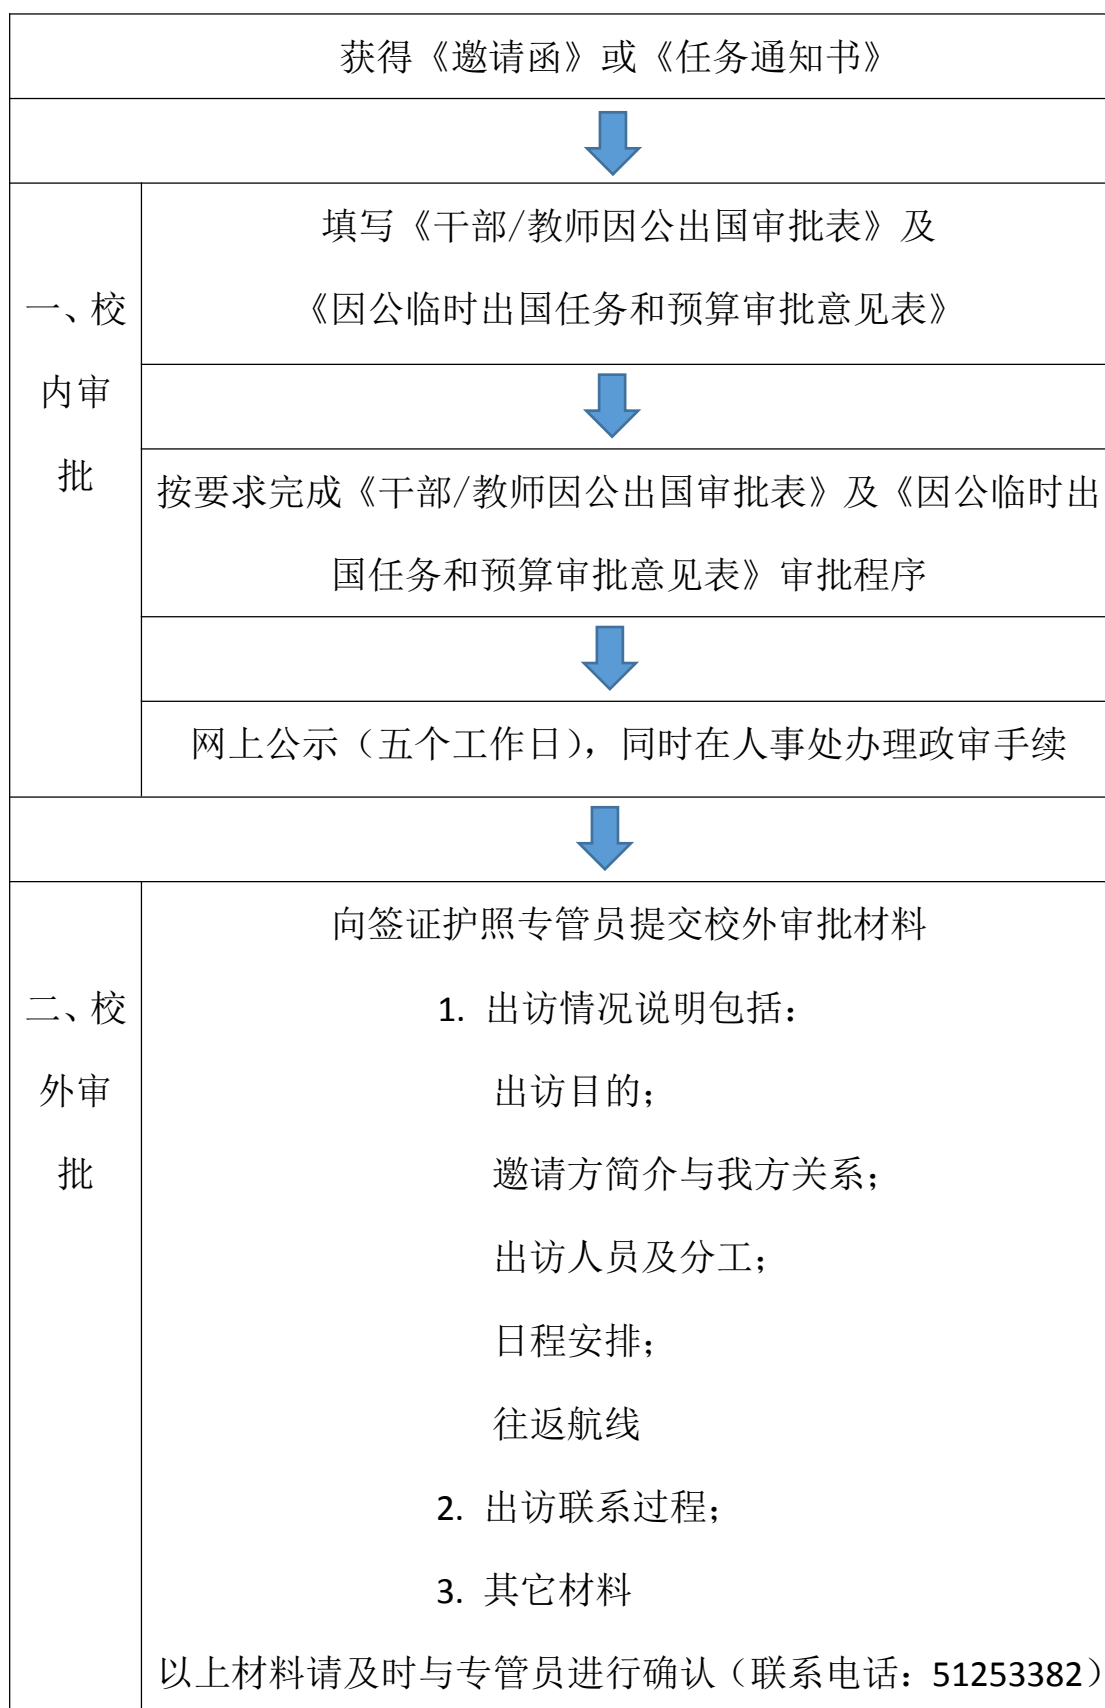 获得《邀请函》或《任务通知书》
一、校
内审
批
填写《干部/教师因公出国审批表》及
《因公临时出国任务和预算审批意见表》
按要求完成《干部/教师因公出国审批表》及《因公临时出
国任务和预算审批意见表》审批程序
网上公示（五个工作日），同时在人事处办理政审手续
二、校
外审
批
向签证护照专管员提交校外审批材料
1. 出访情况说明包括：
出访目的；
邀请方简介与我方关系；
出访人员及分工；
日程安排；
往返航线
2. 出访联系过程；
3. 其它材料
以上材料请及时与专管员进行确认（联系电话：51253382）